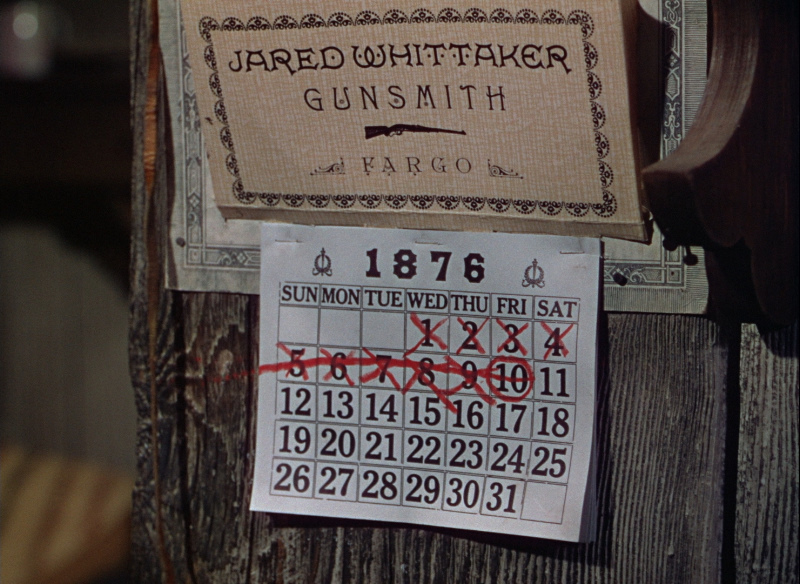 JARED WHITTAKER
GUNSMITH
FARGO
1876
SUN MON TUE WED THU FRI SAT
1 2 3 4
5 6 7 8 9 10 11
12 13 14 15 16 17 18
19 20 21 22 23 24 25
26 27 28 29 30 31